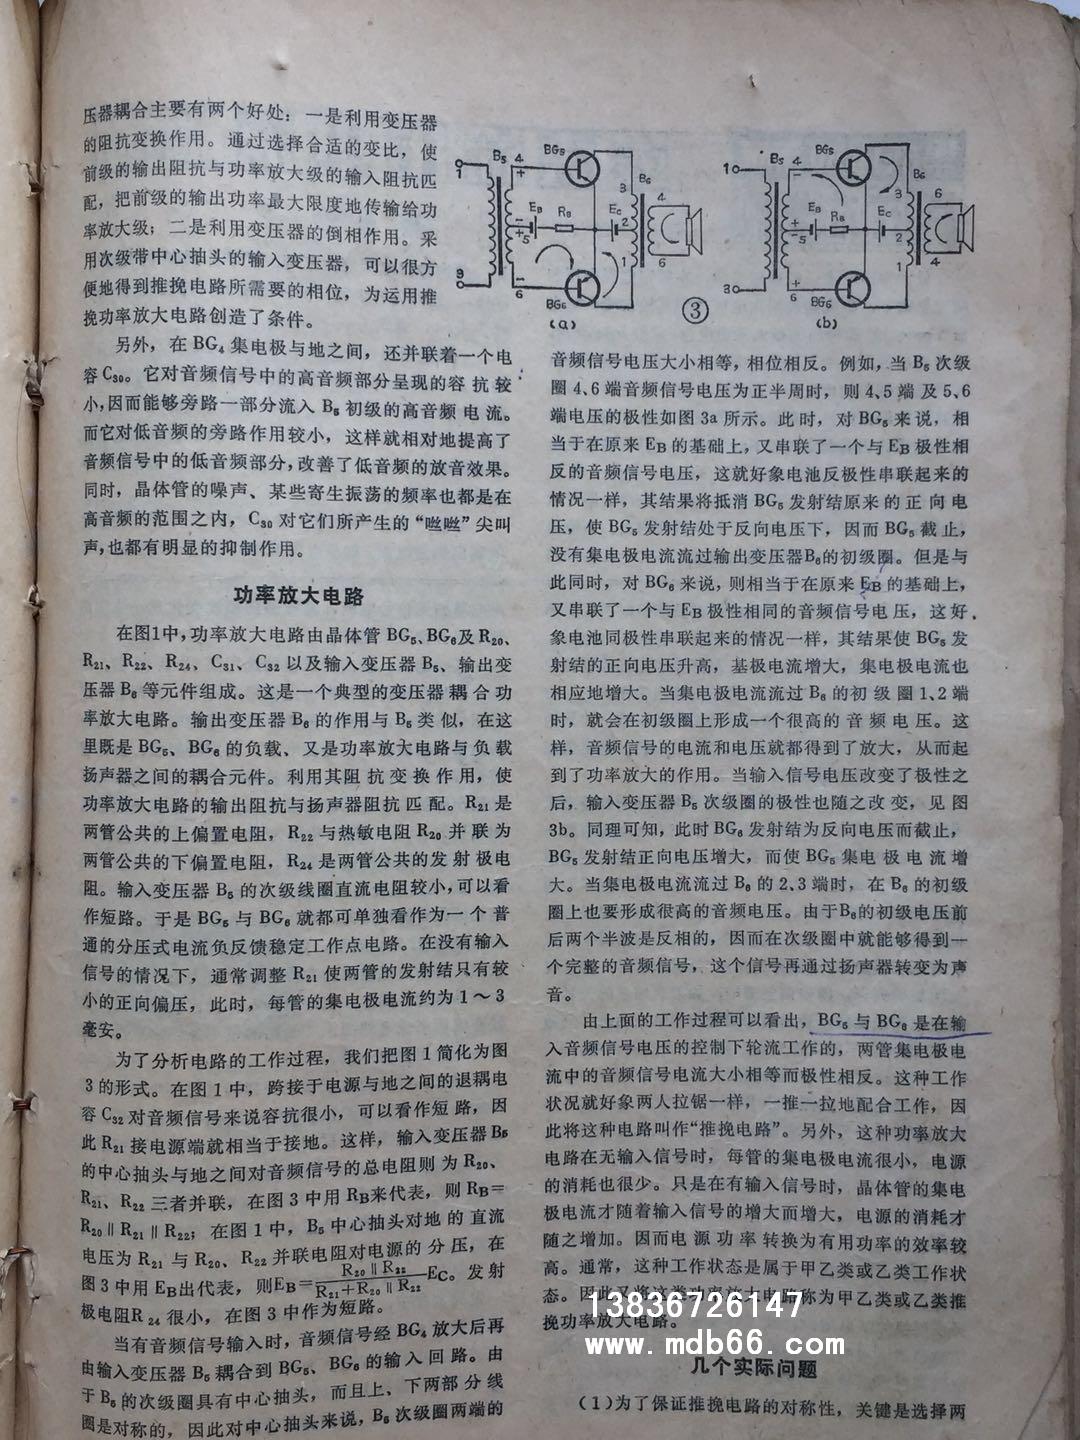 压器耦合主要有两个好处：一是利用变压器
的阻抗变换作用。通过选择合适的变比，使
前级的输出阻抗与功率放大级的输入阻抗匹
配，把前级的输出功率最大限度地传输给功
率放大级；二是利用变压器的倒相作用。采
用次级带中心抽头的输入变压器，可以很方
便地得到推挽电路所需要的相位，为运用推
挽功率放大电路创造了条件。
另外，在BG₄集电极与地之间，还并联着一个电
容C₃₀。它对音频信号中的高音频部分呈现的容抗较
小，因而能够旁路一部分流入B₅初级的高音频电流。
而它对低音频的旁路作用较小，这样就相对地提高了
音频信号中的低音频部分，改善了低音频的放音效果。
同时，晶体管的噪声、某些寄生振荡的频率也都是在
高音频的范围之内，C₃₀对它们所产生的“咝咝”尖叫
声，也都有明显的抑制作用。
功率放大电路
在图1中，功率放大电路由晶体管BG₅、BG₆及R₂₀、
R₂₁、R₂₂、R₂₄、C₃₁、C₃₂以及输入变压器B₅、输出变
压器B₆等元件组成。这是一个典型的变压器耦合功
率放大电路。输出变压器B₆的作用与B₅类似，在这
里既是BG₅、BG₆的负载、又是功率放大电路与负载
扬声器之间的耦合元件。利用其阻抗变换作用，使
功率放大电路的输出阻抗与扬声器阻抗匹配。R₂₁是
两管公共的上偏置电阻，R₂₂与热敏电阻R₂₀并联为
两管公共的下偏置电阻，R₂₄是两管公共的发射极电
阻。输入变压器B₅的次级线圈直流电阻较小，可以看
作短路。于是BG₅与BG₆就都可单独看作为一个普
通的分压式电流负反馈稳定工作点电路。在没有输入
信号的情况下，通常调整R₂₁使两管的发射结只有较
小的正向偏压，此时，每管的集电极电流约为1～3
毫安。
为了分析电路的工作过程，我们把图1简化为图
3的形式。在图1中，跨接于电源与地之间的退耦电
容C₃₂对音频信号来说容抗很小，可以看作短路，因
此R₂₁接电源端就相当于接地。这样，输入变压器B₅
的中心抽头与地之间对音频信号的总电阻则为R₂₀、
R₂₁、R₂₂三者并联，在图3中用RB来代表，则RB＝
R₂₀∥R₂₁∥R₂₂；在图1中，B₅中心抽头对地的直流
电压为R₂₁与R₂₀、R₂₂并联电阻对电源的分压，在
图3中用EB出代表，则EB＝R₂₀∥R₂₂/R₂₁＋R₂₀∥R₂₂EC。发射
极电阻R₂₄很小，在图3中作为短路。
当有音频信号输入时，音频信号经BG₄放大后再
由输入变压器B₅耦合到BG₅、BG₆的输入回路。由
于B₅的次级圈具有中心抽头，而且上、下两部分线
圈是对称的，因此对中心抽头来说，B₅次级圈两端的
1 3 B₅ 4 5 6 BG₅ BG₆ EB RB EC B₆ 3 2 1 4 6
(a)
③
1 3 B₅ 4 5 6 BG₅ BG₆ EB RB EC B₆ 3 2 1 6 4
(b)
音频信号电压大小相等，相位相反。例如，当B₅次级
圈4、6端音频信号电压为正半周时，则4、5端及5、6
端电压的极性如图3a所示。此时，对BG₅来说，相
当于在原来EB的基础上，又串联了一个与EB极性相
反的音频信号电压，这就好象电池反极性串联起来的
情况一样，其结果将抵消BG₅发射结原来的正向电
压，使BG₅发射结处于反向电压下，因而BG₅截止，
没有集电极电流流过输出变压器B₆的初级圈。但是与
此同时，对BG₆来说，则相当于在原来EB的基础上，
又串联了一个与EB极性相同的音频信号电压，这好
象电池同极性串联起来的情况一样，其结果使BG₆发
射结的正向电压升高，基极电流增大，集电极电流也
相应地增大。当集电极电流流过B₆的初级圈1、2端
时，就会在初级圈上形成一个很高的音频电压。这
样，音频信号的电流和电压就都得到了放大，从而起
到了功率放大的作用。当输入信号电压改变了极性之
后，输入变压器B₅次级圈的极性也随之改变，见图
3b。同理可知，此时BG₆发射结为反向电压而截止，
BG₅发射结正向电压增大，而使BG₅集电极电流增
大。当集电极电流流过B₆的2、3端时，在B₆的初级
圈上也要形成很高的音频电压。由于B₆的初级电压前
后两个半波是反相的，因而在次级圈中就能够得到一
个完整的音频信号，这个信号再通过扬声器转变为声
音。
由上面的工作过程可以看出，BG₅与BG₆是在输
入音频信号电压的控制下轮流工作的，两管集电极电
流中的音频信号电流大小相等而极性相反。这种工作
状况就好象两人拉锯一样，一推一拉地配合工作，因
此将这种电路叫作“推挽电路”。另外，这种功率放大
电路在无输入信号时，每管的集电极电流很小，电源
的消耗也很少。只是在有输入信号时，晶体管的集电
极电流才随着输入信号的增大而增大，电源的消耗才
随之增加。因而电源功率转换为有用功率的效率较
高。通常，这种工作状态是属于甲乙类或乙类工作状
态。因此又将这类功率放大电路称为甲乙类或乙类推
挽功率放大电路。
13836726147
www.mdb66.com
几个实际问题
(1)为了保证推挽电路的对称性，关键是选择两